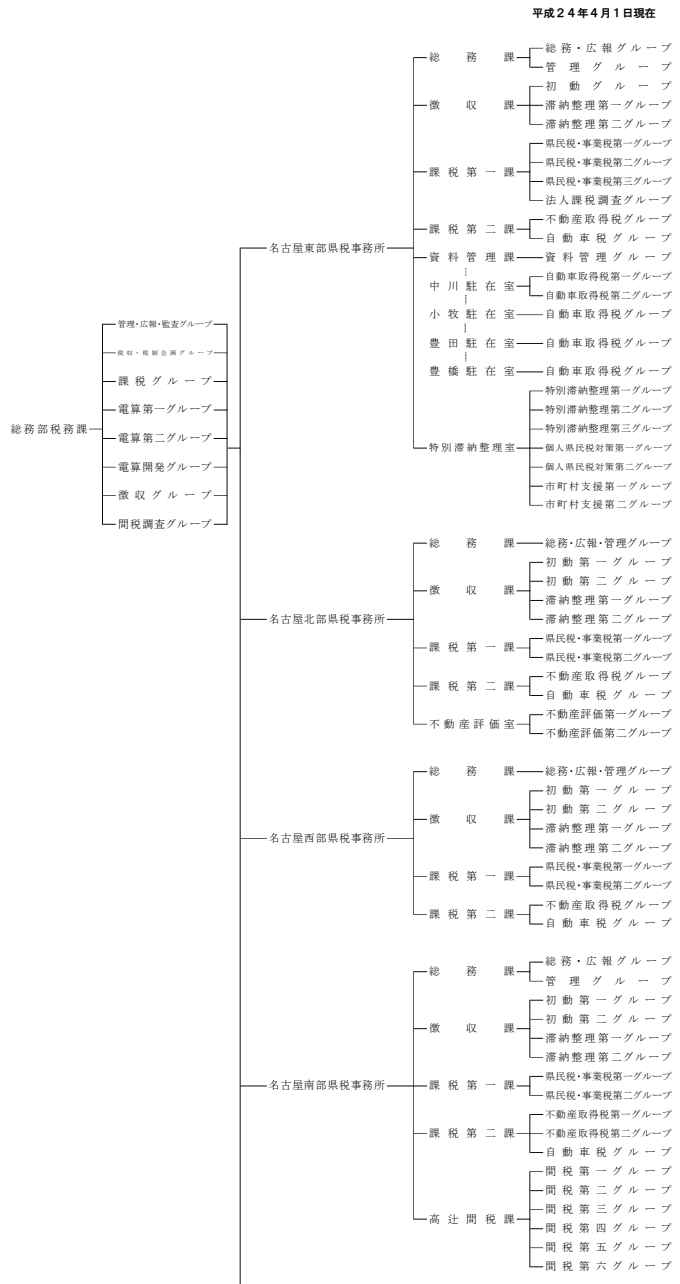 平成24年4月1日現在
総務部税務課
管理・広報・監査グループ
税収・税制企画グループ
課税グループ
電算第一グループ
電算第二グループ
電算開発グループ
徴収グループ
間税調査グループ
名古屋東部県税事務所
総務課
総務・広報グループ
管理グループ
徴収課
初動グループ
滞納整理第一グループ
滞納整理第二グループ
課税第一課
県民税・事業税第一グループ
県民税・事業税第二グループ
県民税・事業税第三グループ
法人課税調査グループ
課税第二課
不動産取得税グループ
自動車税グループ
資料管理課
資料管理グループ
中川駐在室
自動車取得税第一グループ
自動車取得税第二グループ
小牧駐在室
自動車取得税グループ
豊田駐在室
自動車取得税グループ
豊橋駐在室
自動車取得税グループ
特別滞納整理室
特別滞納整理第一グループ
特別滞納整理第二グループ
特別滞納整理第三グループ
個人県民税対策第一グループ
個人県民税対策第二グループ
市町村支援第一グループ
市町村支援第二グループ
名古屋北部県税事務所
総務課
総務・広報・管理グループ
徴収課
初動第一グループ
初動第二グループ
滞納整理第一グループ
滞納整理第二グループ
課税第一課
県民税・事業税第一グループ
県民税・事業税第二グループ
課税第二課
不動産取得税グループ
自動車税グループ
不動産評価室
不動産評価第一グループ
不動産評価第二グループ
名古屋西部県税事務所
総務課
総務・広報・管理グループ
徴収課
初動第一グループ
初動第二グループ
滞納整理第一グループ
滞納整理第二グループ
課税第一課
県民税・事業税第一グループ
県民税・事業税第二グループ
課税第二課
不動産取得税グループ
自動車税グループ
名古屋南部県税事務所
総務課
総務・広報グループ
管理グループ
徴収課
初動第一グループ
初動第二グループ
滞納整理第一グループ
滞納整理第二グループ
課税第一課
県民税・事業税第一グループ
県民税・事業税第二グループ
課税第二課
不動産取得税第一グループ
不動産取得税第二グループ
自動車税グループ
高辻間税課
間税第一グループ
間税第二グループ
間税第三グループ
間税第四グループ
間税第五グループ
間税第六グループ